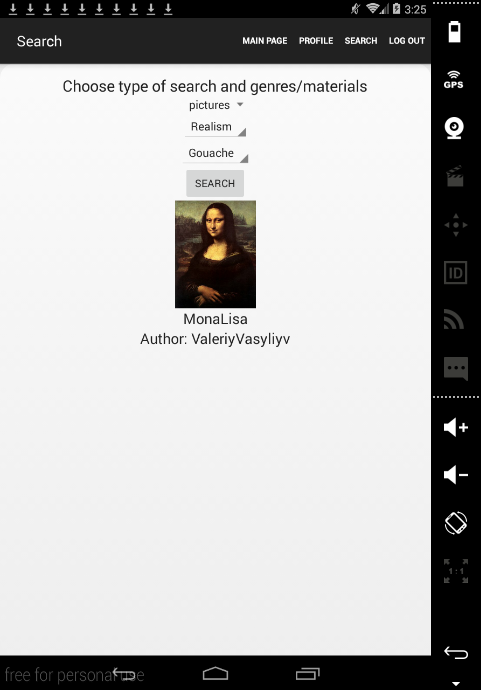 3:25
Search
MAIN PAGE PROFILE SEARCH LOG OUT
GPS
Choose type of search and genres/materials
pictures
Realism
Gouache
SEARCH
MonaLisa
Author: ValeriyVasyliyv
ID
1:1
free for personal use